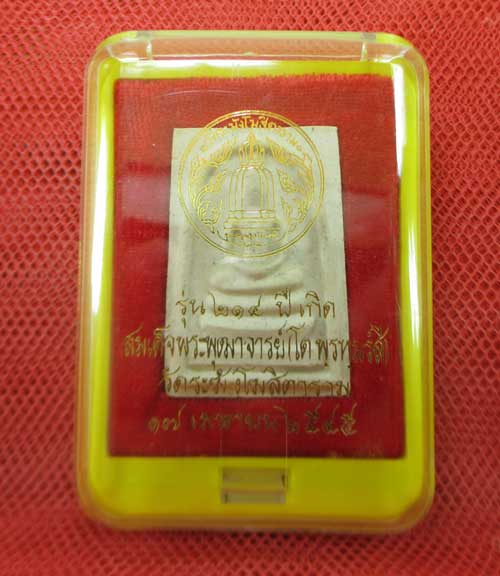 รุ่น ๒๑๔ ปี เกิด
สมเด็จพระพุฒาจารย์(โต พรหมรังสี)
วัดระฆังโฆสิตาราม
๑๗ เมษายน ๒๕๔๕